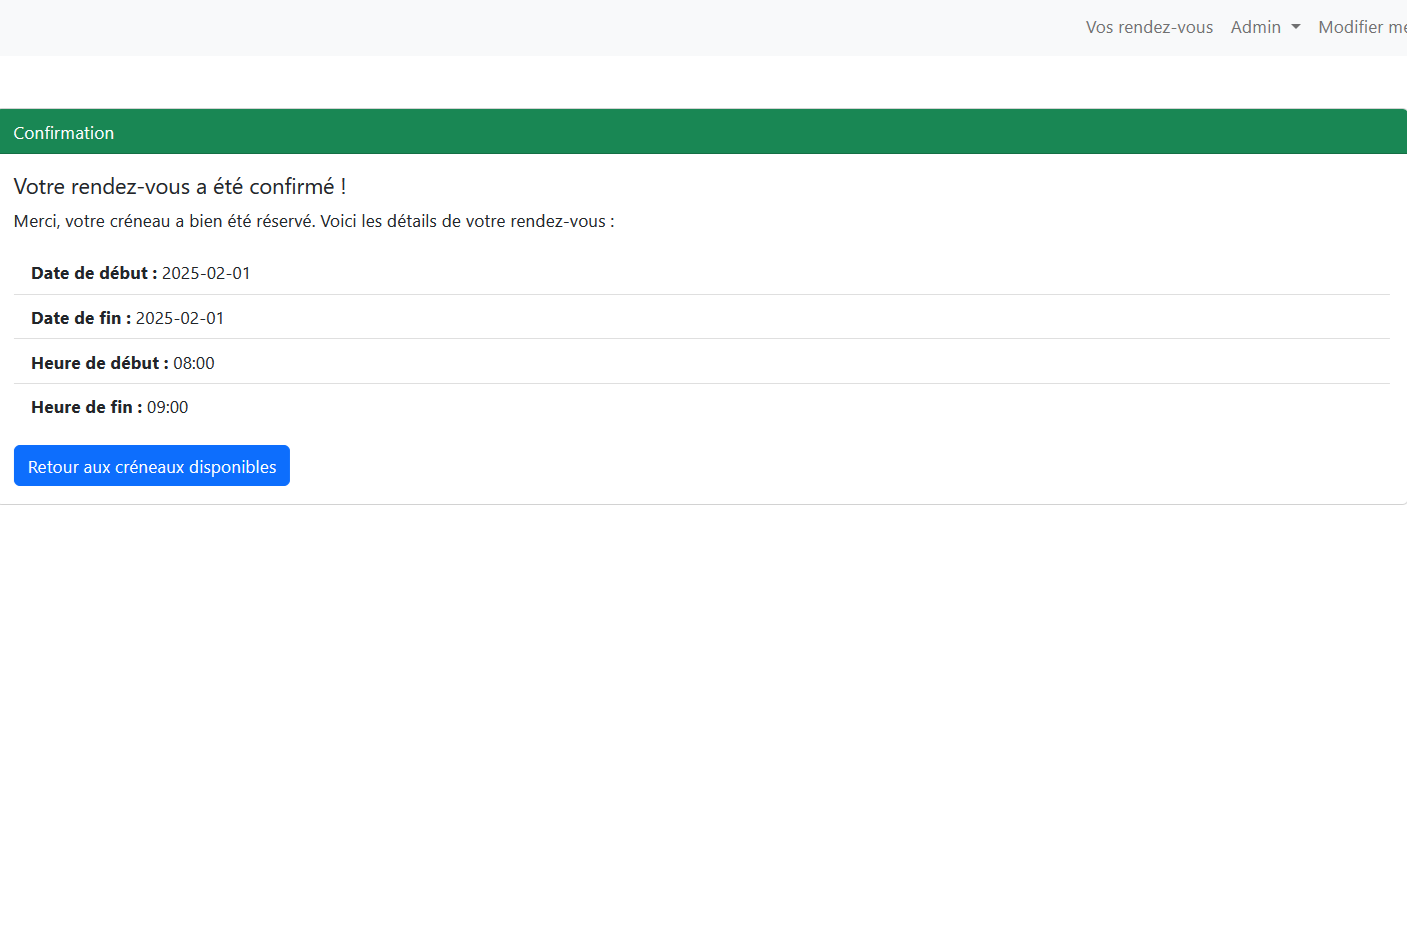 Vos rendez-vous Admin Modifier me
Confirmation
Votre rendez-vous a été confirmé !
Merci, votre créneau a bien été réservé. Voici les détails de votre rendez-vous :
Date de début : 2025-02-01
Date de fin : 2025-02-01
Heure de début : 08:00
Heure de fin : 09:00
Retour aux créneaux disponibles